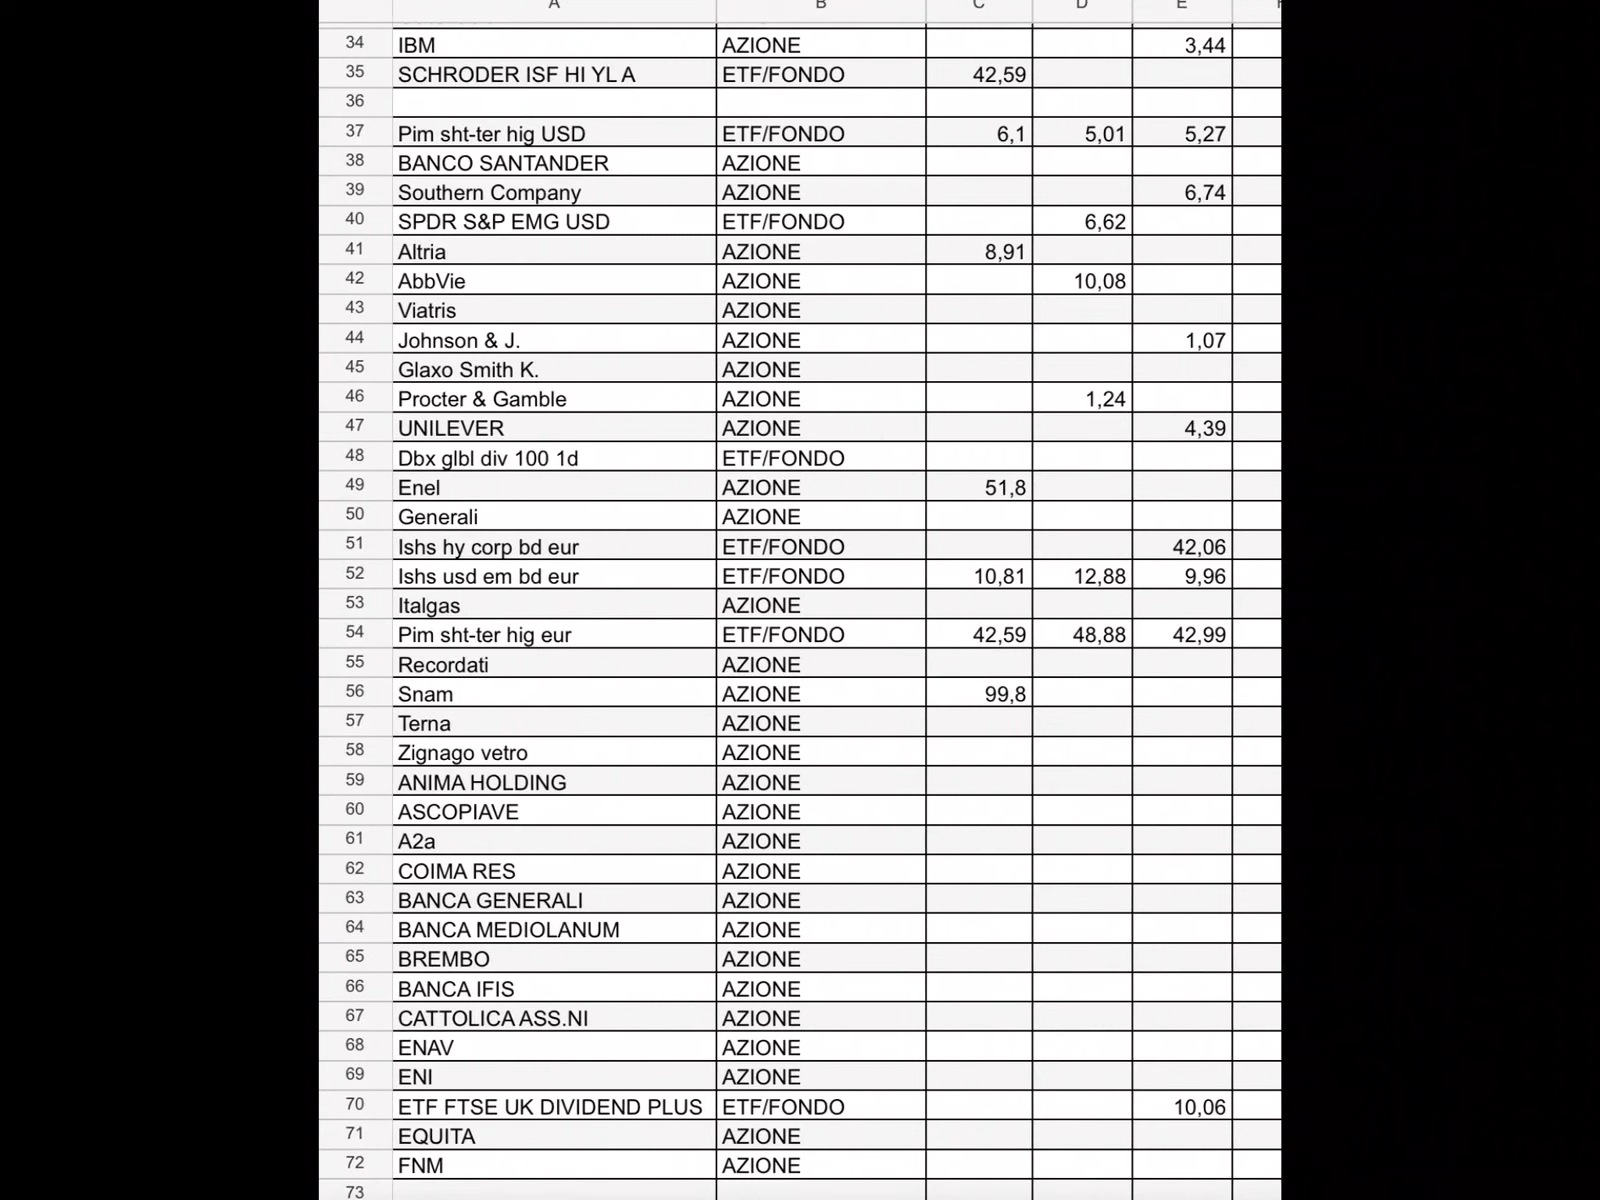 A B C D E
34 IBM AZIONE 3,44
35 SCHRODER ISF HI YL A ETF/FONDO 42,59
36
37 Pim sht-ter hig USD ETF/FONDO 6,1 5,01 5,27
38 BANCO SANTANDER AZIONE
39 Southern Company AZIONE 6,74
40 SPDR S&P EMG USD ETF/FONDO 6,62
41 Altria AZIONE 8,91
42 AbbVie AZIONE 10,08
43 Viatris AZIONE
44 Johnson & J. AZIONE 1,07
45 Glaxo Smith K. AZIONE
46 Procter & Gamble AZIONE 1,24
47 UNILEVER AZIONE 4,39
48 Dbx glbl div 100 1d ETF/FONDO
49 Enel AZIONE 51,8
50 Generali AZIONE
51 Ishs hy corp bd eur ETF/FONDO 42,06
52 Ishs usd em bd eur ETF/FONDO 10,81 12,88 9,96
53 Italgas AZIONE
54 Pim sht-ter hig eur ETF/FONDO 42,59 48,88 42,99
55 Recordati AZIONE
56 Snam AZIONE 99,8
57 Terna AZIONE
58 Zignago vetro AZIONE
59 ANIMA HOLDING AZIONE
60 ASCOPIAVE AZIONE
61 A2a AZIONE
62 COIMA RES AZIONE
63 BANCA GENERALI AZIONE
64 BANCA MEDIOLANUM AZIONE
65 BREMBO AZIONE
66 BANCA IFIS AZIONE
67 CATTOLICA ASS.NI AZIONE
68 ENAV AZIONE
69 ENI AZIONE
70 ETF FTSE UK DIVIDEND PLUS ETF/FONDO 10,06
71 EQUITA AZIONE
72 FNM AZIONE
73